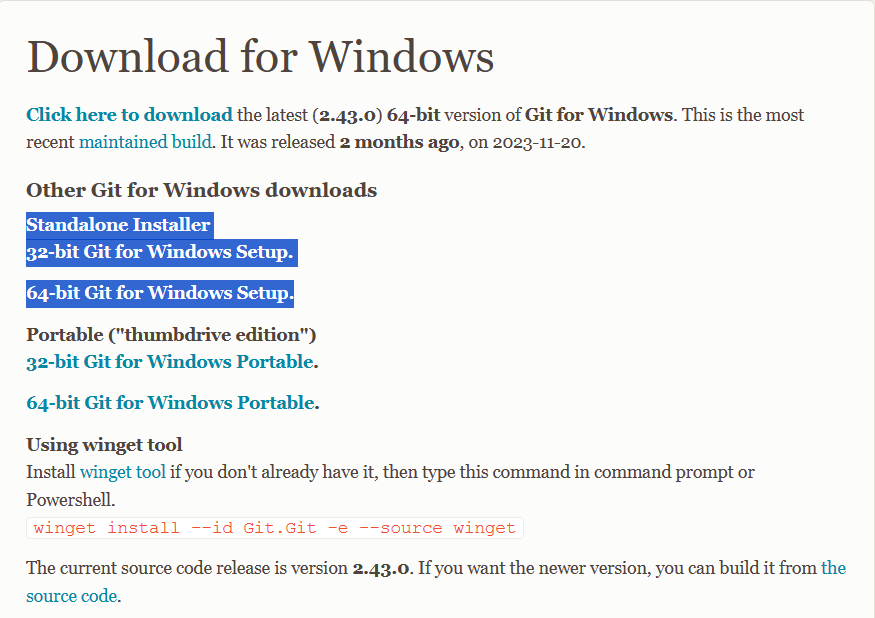 Download for Windows
Click here to download the latest (2.43.0) 64-bit version of Git for Windows. This is the most
recent maintained build. It was released 2 months ago, on 2023-11-20.
Other Git for Windows downloads
Standalone Installer
32-bit Git for Windows Setup.
64-bit Git for Windows Setup.
Portable ("thumbdrive edition")
32-bit Git for Windows Portable.
64-bit Git for Windows Portable.
Using winget tool
Install winget tool if you don't already have it, then type this command in command prompt or
Powershell.
winget install --id Git.Git -e --source winget
The current source code release is version 2.43.0. If you want the newer version, you can build it from the
source code.